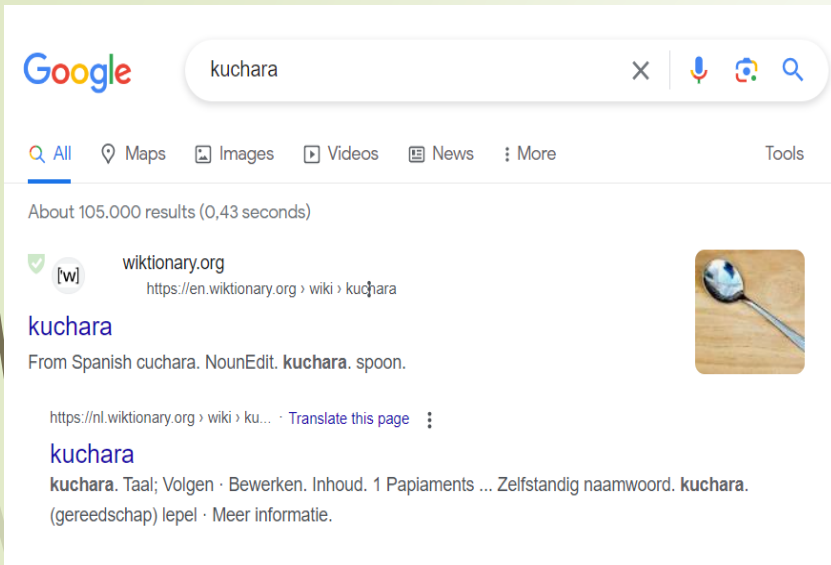 Google
kuchara
All Maps Images Videos News More Tools
About 105.000 results (0,43 seconds)
['w]
wiktionary.org
https://en.wiktionary.org › wiki › kuchara
kuchara
From Spanish cuchara. NounEdit. kuchara. spoon.
https://nl.wiktionary.org › wiki › ku... · Translate this page
kuchara
kuchara. Taal; Volgen · Bewerken. Inhoud. 1 Papiaments ... Zelfstandig naamwoord. kuchara.
(gereedschap) lepel · Meer informatie.